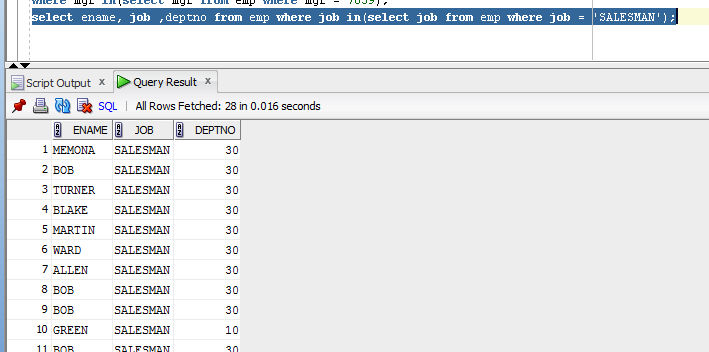 where mgr in(select mgr from emp where mgr = 7839);
select ename, job ,deptno from emp where job in(select job from emp where job = 'SALESMAN');
Script Output x Query Result x
SQL | All Rows Fetched: 28 in 0.016 seconds
ENAME JOB DEPTNO
1 MEMONA SALESMAN 30
2 BOB SALESMAN 30
3 TURNER SALESMAN 30
4 BLAKE SALESMAN 30
5 MARTIN SALESMAN 30
6 WARD SALESMAN 30
7 ALLEN SALESMAN 30
8 BOB SALESMAN 30
9 BOB SALESMAN 30
10 GREEN SALESMAN 10
11 BOB SALESMAN 30